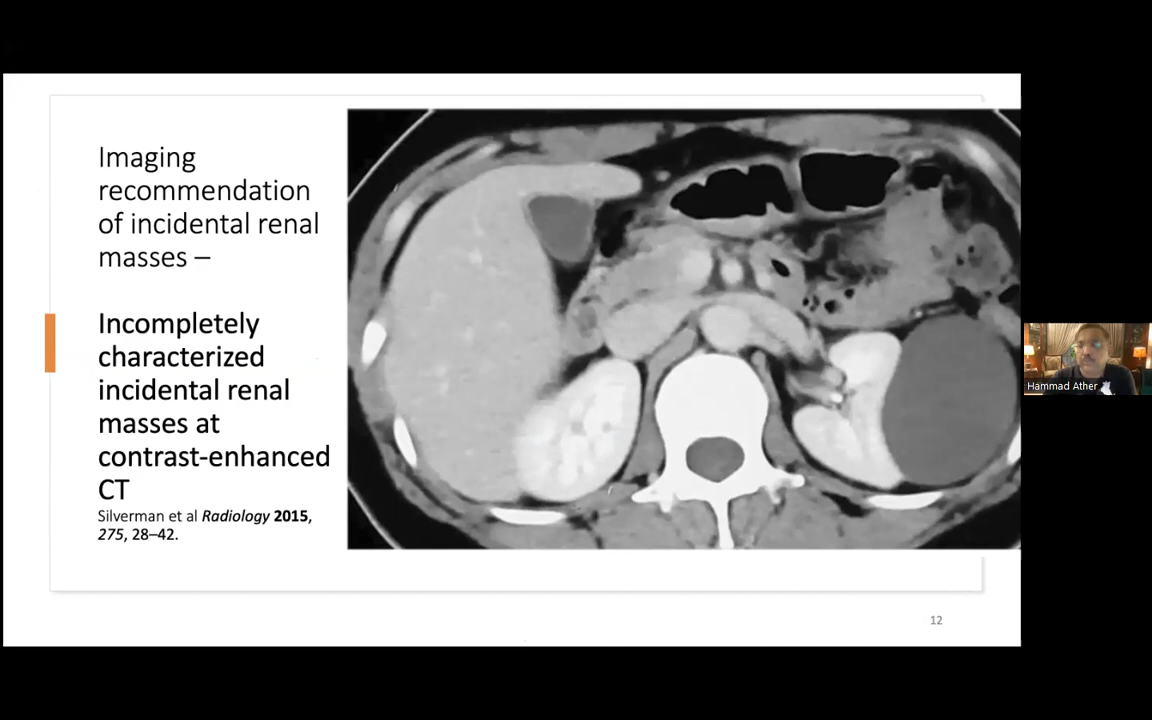 Imaging
recommendation
of incidental renal
masses –
Incompletely
characterized
incidental renal
masses at
contrast-enhanced
CT
Silverman et al Radiology 2015,
275, 28–42.
12
Hammad Ather